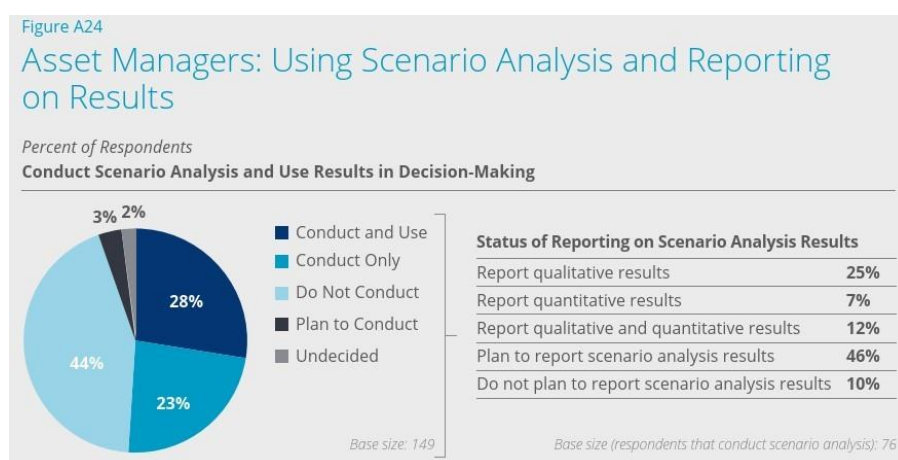 Figure A24
Asset Managers: Using Scenario Analysis and Reporting
on Results
Percent of Respondents
Conduct Scenario Analysis and Use Results in Decision-Making
3% 2%
28%
44%
23%
Conduct and Use
Conduct Only
Do Not Conduct
Plan to Conduct
Undecided
Base size: 149
Status of Reporting on Scenario Analysis Results
Report qualitative results 25%
Report quantitative results 7%
Report qualitative and quantitative results 12%
Plan to report scenario analysis results 46%
Do not plan to report scenario analysis results 10%
Base size (respondents that conduct scenario analysis): 76